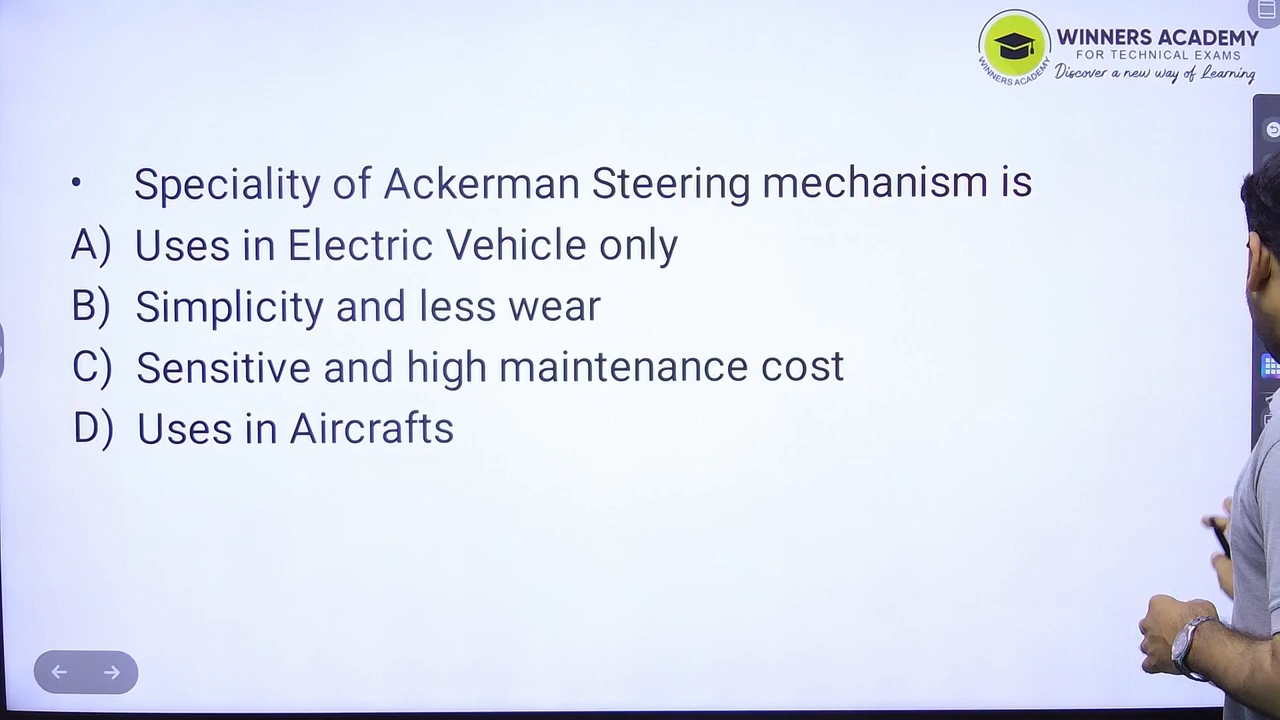 WINNERS ACADEMY
FOR TECHNICAL EXAMS
Discover a new way of Learning
WINNERS ACADEMY
• Speciality of Ackerman Steering mechanism is
A) Uses in Electric Vehicle only
B) Simplicity and less wear
C) Sensitive and high maintenance cost
D) Uses in Aircrafts